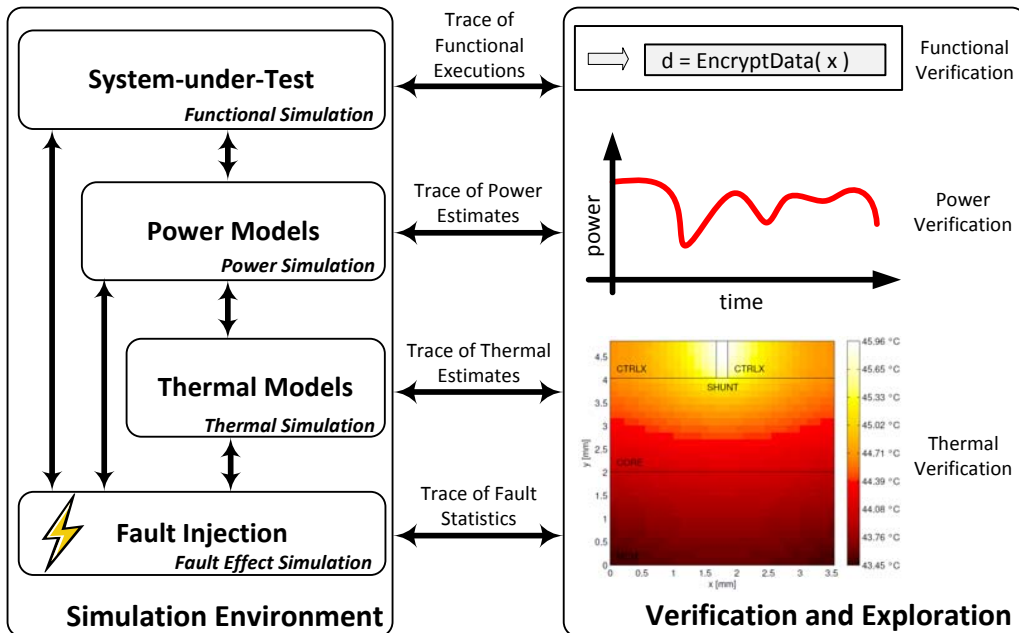 System-under-Test
Functional Simulation
Power Models
Power Simulation
Thermal Models
Thermal Simulation
Fault Injection
Fault Effect Simulation
Simulation Environment
Trace of
Functional
Executions
Trace of Power
Estimates
Trace of Thermal
Estimates
Trace of Fault
Statistics
d = EncryptData( x )
Functional
Verification
power
time
Power
Verification
4.5
4
3.5
3
2.5
2
1.5
1
0.5
0
y [mm]
CTRLX
CTRLX
SHUNT
CORE
0
0.5
1
1.5
2
2.5
3
3.5
x [mm]
45.96 °C
45.65 °C
45.33 °C
45.02 °C
44.71 °C
44.39 °C
44.08 °C
43.76 °C
43.45 °C
Thermal
Verification
Verification and Exploration